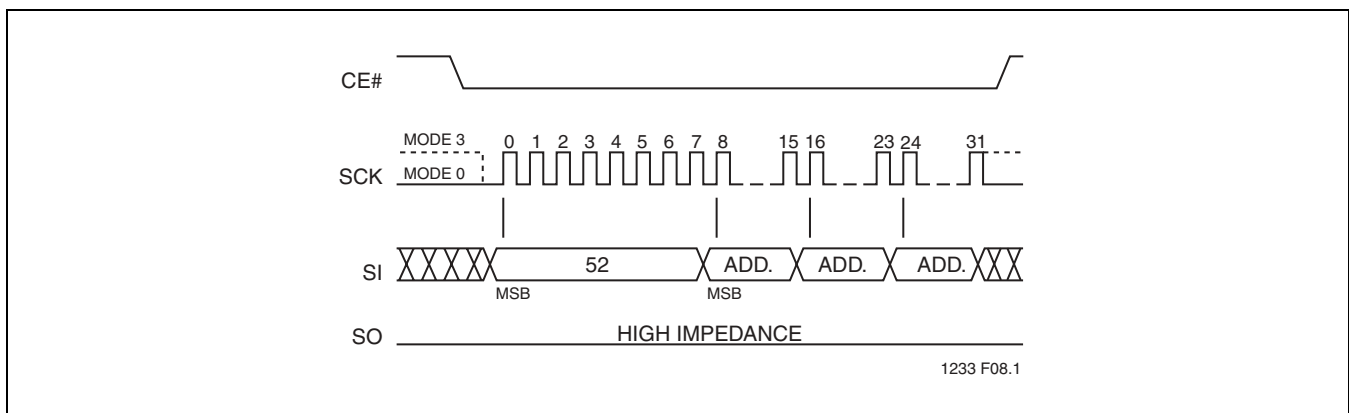 CE#
MODE 3
0 1 2 3 4 5 6 7 8 15 16 23 24 31
SCK
MODE 0
SI
52 ADD. ADD. ADD.
MSB MSB
SO
HIGH IMPEDANCE
1233 F08.1